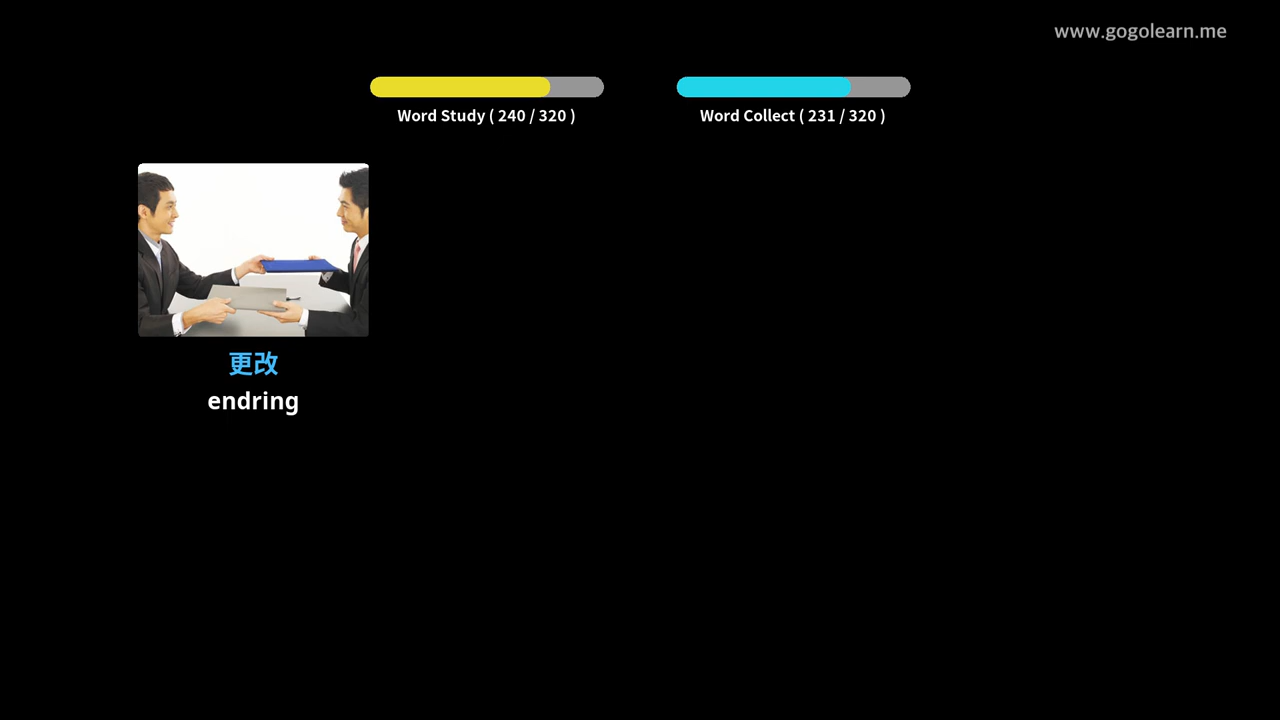 www.gogolearn.me
Word Study ( 240 / 320 )
Word Collect ( 231 / 320 )
更改
endring